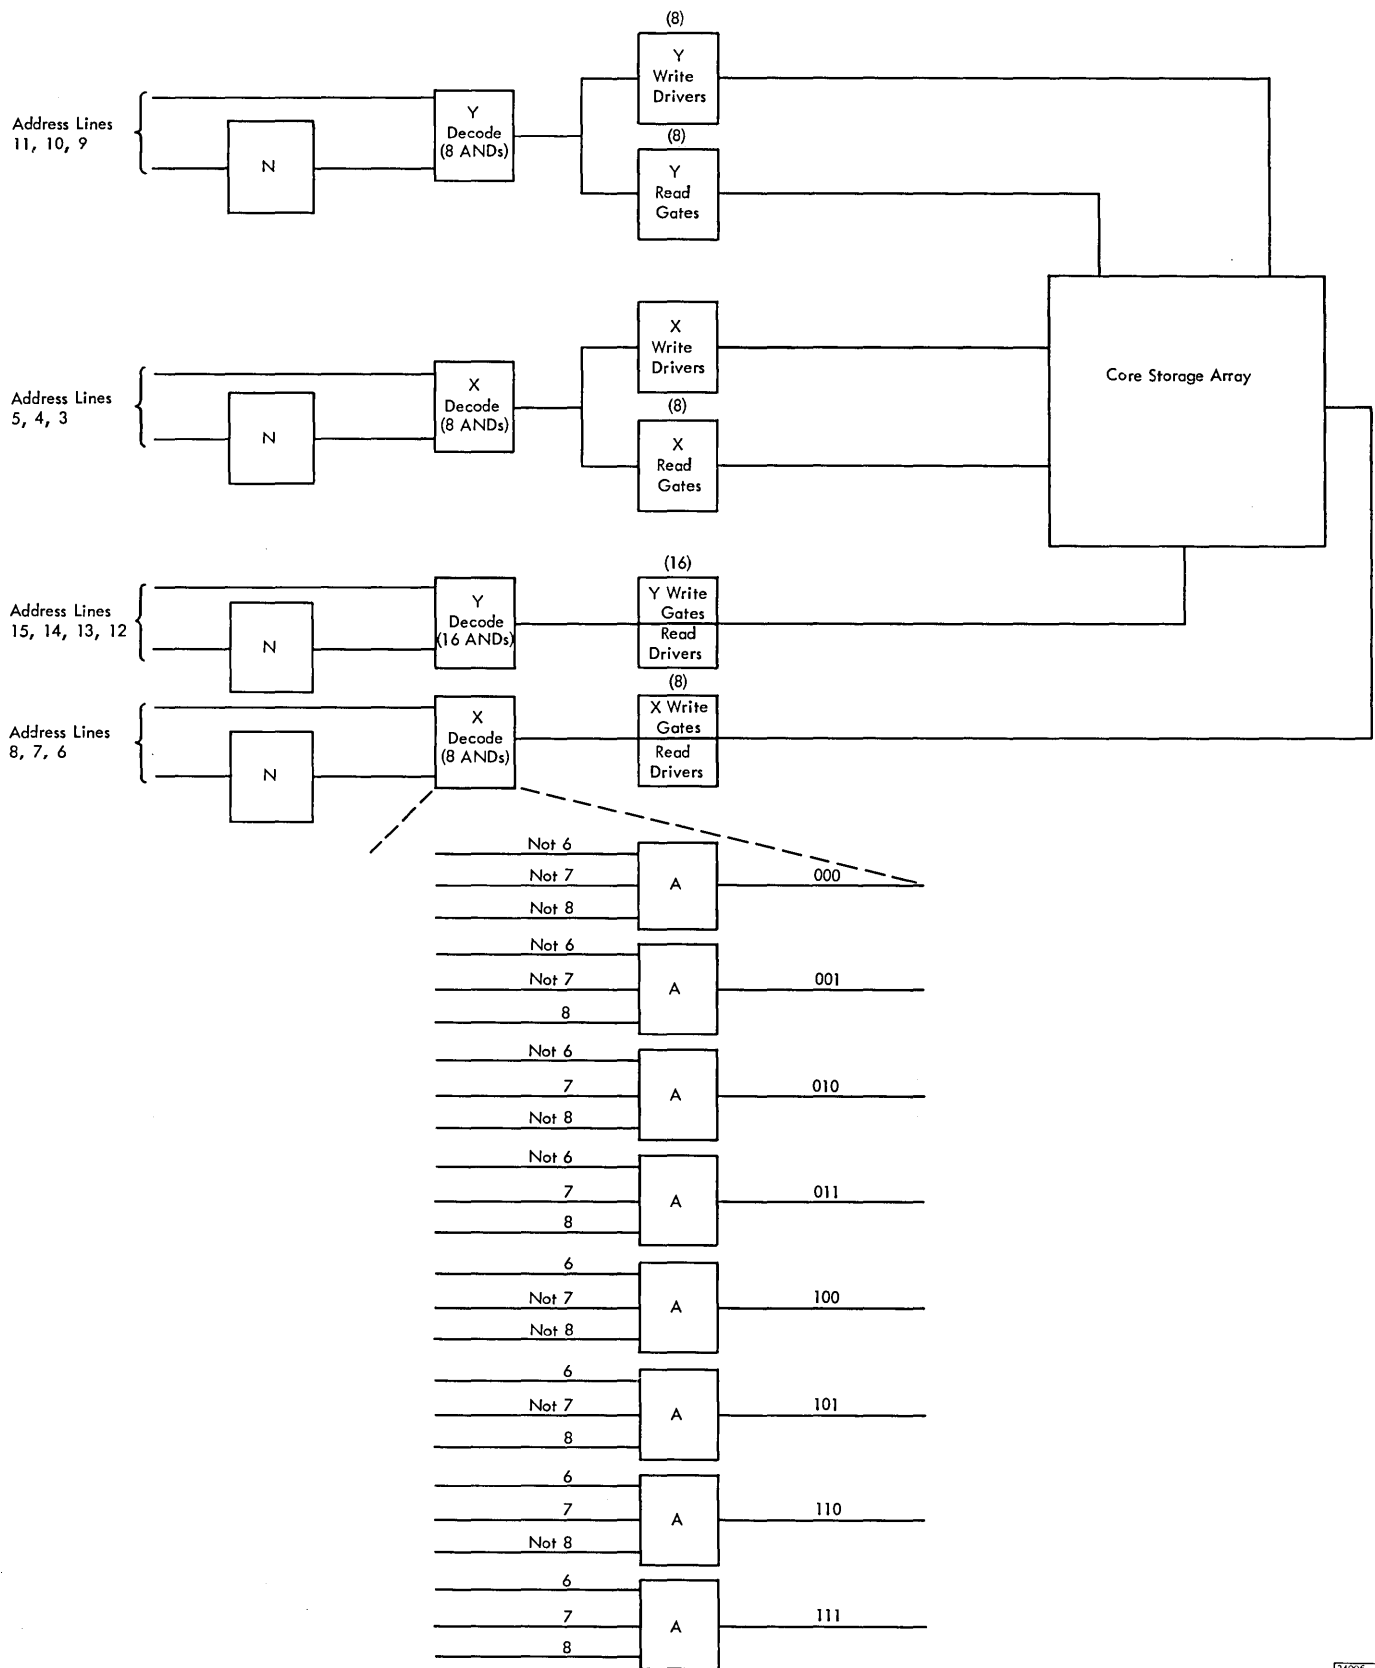 (8)
Y
Write
Drivers
Address Lines
11, 10, 9
N
Y
Decode
(8 ANDs)
(8)
Y
Read
Gates
X
Write
Drivers
Address Lines
5, 4, 3
N
X
Decode
(8 ANDs)
(8)
X
Read
Gates
Core Storage Array
Address Lines
15, 14, 13, 12
N
Y
Decode
(16 ANDs)
(16)
Y Write
Gates
Read
Drivers
Address Lines
8, 7, 6
N
X
Decode
(8 ANDs)
(8)
X Write
Gates
Read
Drivers
Not 6
Not 7
Not 8
A
000
Not 6
Not 7
8
A
001
Not 6
7
Not 8
A
010
Not 6
7
8
A
011
6
Not 7
Not 8
A
100
6
Not 7
8
A
101
6
7
Not 8
A
110
6
7
8
A
111